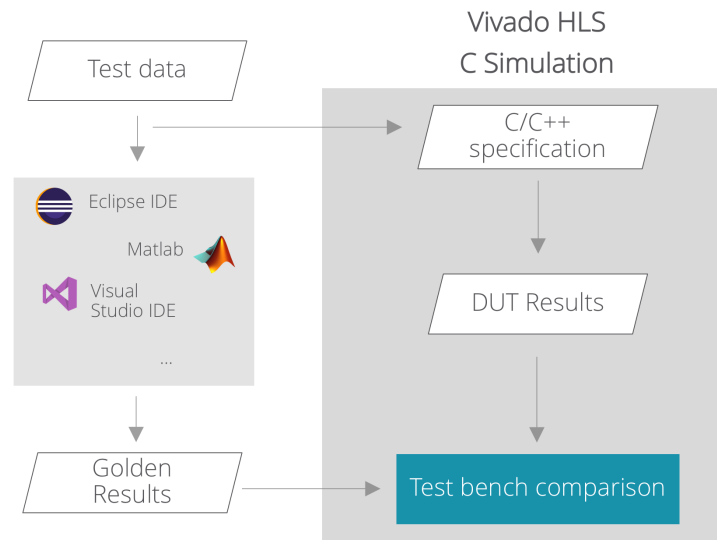 Vivado HLS
C Simulation
Test data
C/C++
specification
Eclipse IDE
Matlab
Visual
Studio IDE
...
DUT Results
Golden
Results
Test bench comparison